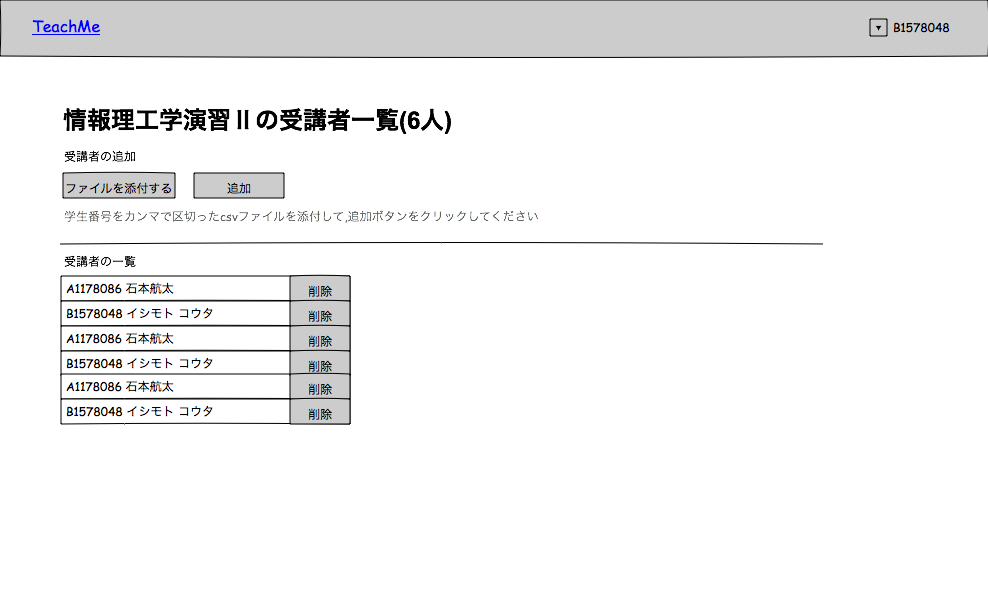 TeachMe
▼ B1578048
情報理工学演習Ⅱの受講者一覧(6人)
受講者の追加
ファイルを添付する 追加
学生番号をカンマで区切ったcsvファイルを添付して,追加ボタンをクリックしてください
受講者の一覧
A1178086 石本航太 削除
B1578048 イシモト コウタ 削除
A1178086 石本航太 削除
B1578048 イシモト コウタ 削除
A1178086 石本航太 削除
B1578048 イシモト コウタ 削除